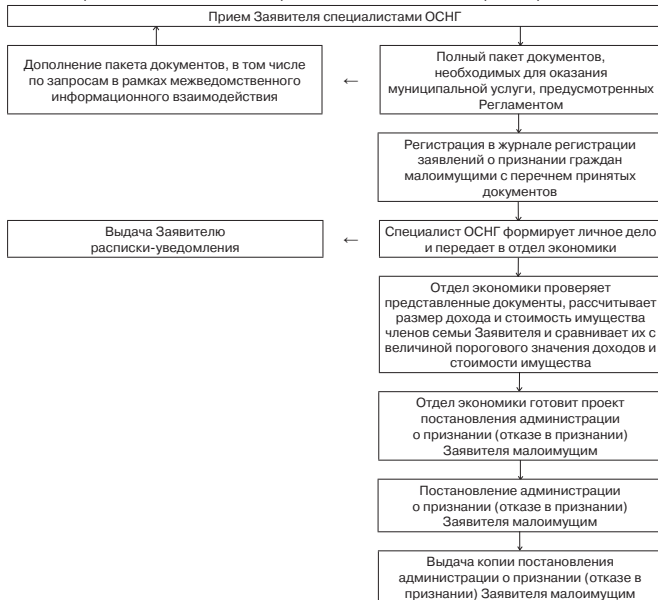 Прием Заявителя специалистами ОСНГ
Дополнение пакета документов, в том числе
по запросам в рамках межведомственного
информационного взаимодействия
←
Полный пакет документов,
необходимых для оказания
муниципальной услуги, предусмотренных
Регламентом
Регистрация в журнале регистрации
заявлений о признании граждан
малоимущими с перечнем принятых
документов
Выдача Заявителю
расписки-уведомления
←
Специалист ОСНГ формирует личное дело
и передает в отдел экономики
Отдел экономики проверяет
представленные документы, рассчитывает
размер дохода и стоимость имущества
членов семьи Заявителя и сравнивает их с
величиной порогового значения доходов и
стоимости имущества
Отдел экономики готовит проект
постановления администрации
о признании (отказе в признании)
Заявителя малоимущим
Постановление администрации
о признании (отказе в признании)
Заявителя малоимущим
Выдача копии постановления
администрации о признании (отказе в
признании) Заявителя малоимущим